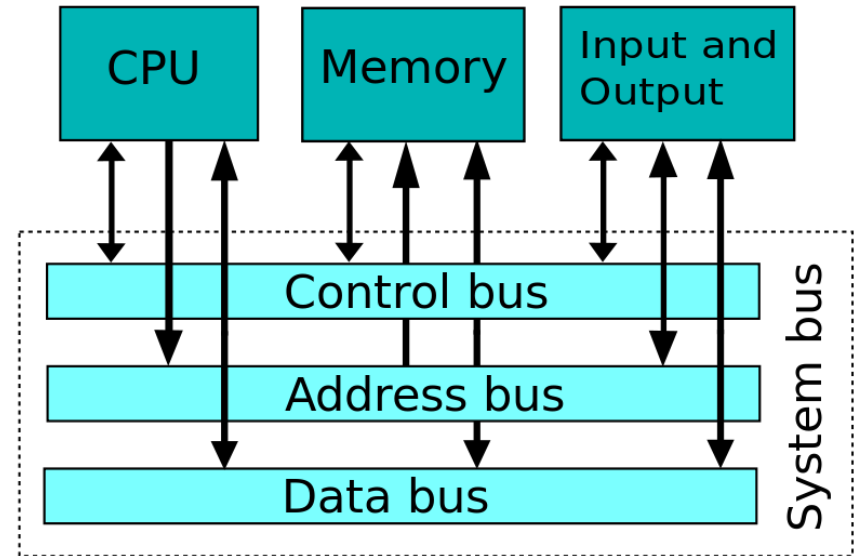 CPU
Memory
Input and
Output
Control bus
Address bus
Data bus
System bus